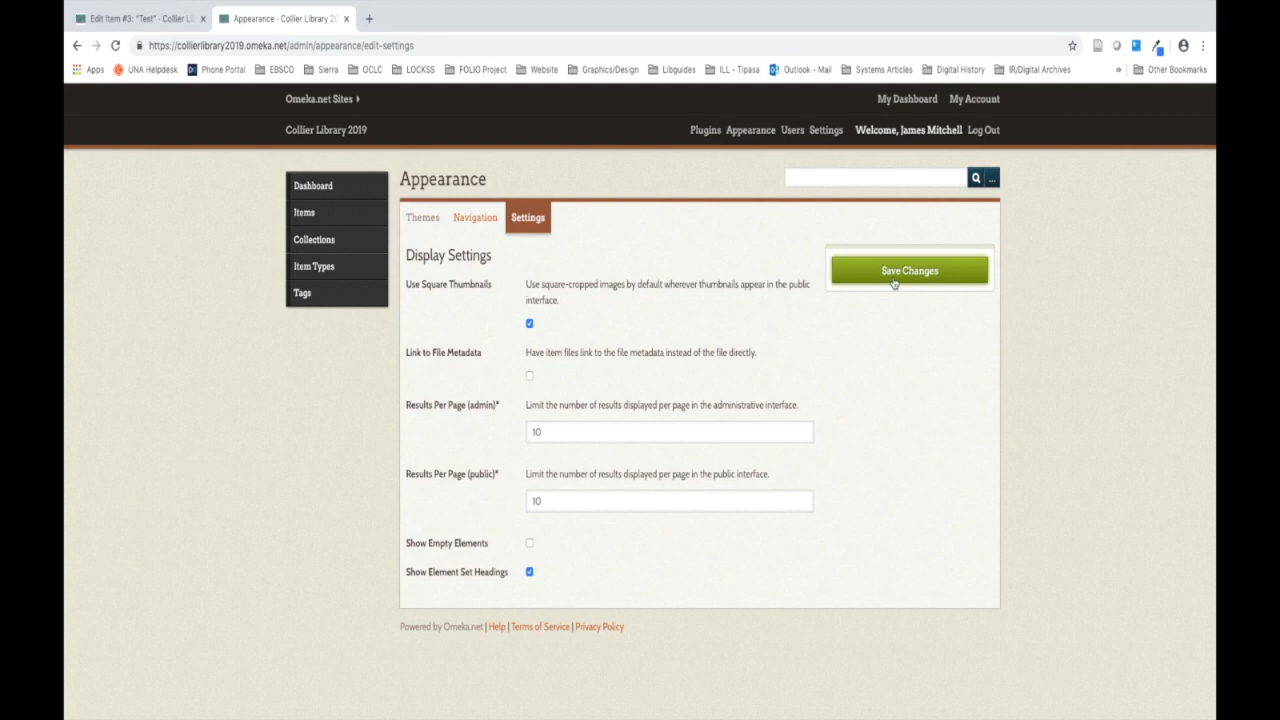 Edit Item #3: "Test" · Collier Li
Appearance · Collier Library 20
https://collierlibrary2019.omeka.net/admin/appearance/edit-settings
Apps UNA Helpdesk Phone Portal EBSCO Sierra OCLC LOCKSS FOLIO Project Website Graphics/Design Libguides ILL - Tipasa Outlook - Mail Systems Articles Digital History IR/Digital Archives » Other Bookmarks
Omeka.net Sites
My Dashboard My Account
Collier Library 2019
Plugins Appearance Users Settings Welcome, James Mitchell Log Out
Dashboard
Items
Collections
Item Types
Tags
Appearance
...
Themes Navigation Settings
Display Settings
Save Changes
Use Square Thumbnails
Use square-cropped images by default wherever thumbnails appear in the public
interface.
Link to File Metadata
Have item files link to the file metadata instead of the file directly.
Results Per Page (admin)*
Limit the number of results displayed per page in the administrative interface.
10
Results Per Page (public)*
Limit the number of results displayed per page in the public interface.
10
Show Empty Elements
Show Element Set Headings
Powered by Omeka.net | Help | Terms of Service | Privacy Policy